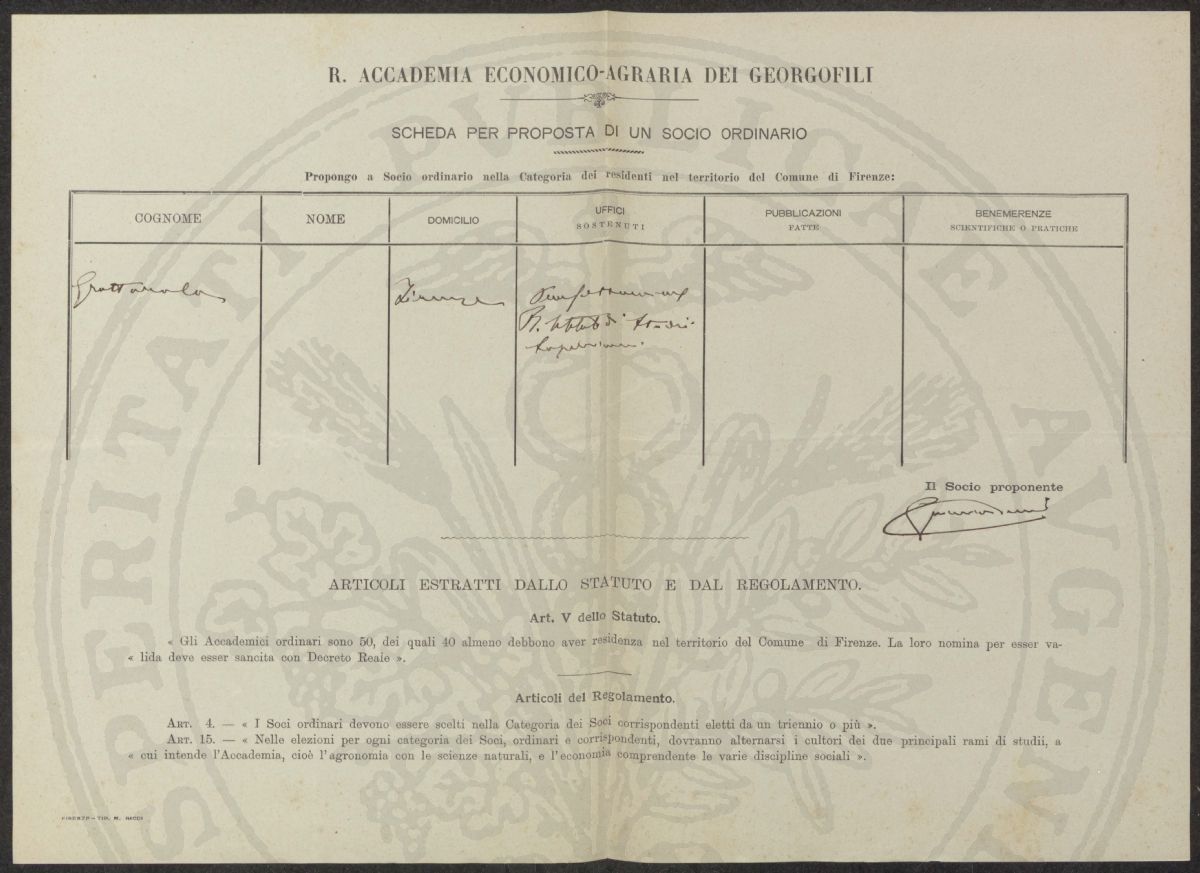 R. ACCADEMIA ECONOMICO-AGRARIA DEI GEORGOFILI
SCHEDA PER PROPOSTA DI UN SOCIO ORDINARIO
Propongo a Socio ordinario nella Categoria dei residenti nel territorio del Comune di Firenze:
COGNOME NOME DOMICILIO UFFICI SOSTENUTI PUBBLICAZIONI FATTE BENEMERENZE SCIENTIFICHE O PRATICHE
Grattarola Firenze
R. di Studi
Superiori
Il Socio proponente
ARTICOLI ESTRATTI DALLO STATUTO E DAL REGOLAMENTO.
Art. V dello Statuto.
« Gli Accademici ordinari sono 50, dei quali 40 almeno debbono aver residenza nel territorio del Comune di Firenze. La loro nomina per esser va-
« lida deve esser sancita con Decreto Reale ».
Articoli del Regolamento.
ART. 4. — « I Soci ordinari devono essere scelti nella Categoria dei Soci corrispondenti eletti da un triennio o più ».
ART. 15. — « Nelle elezioni per ogni categoria dei Soci, ordinari e corrispondenti, dovranno alternarsi i cultori dei due principali rami di studii, a
« cui intende l'Accademia, cioè l'agronomia con le scienze naturali, e l'economia comprendente le varie discipline sociali ».
FIRENZE — TIP. M. RICCI
PROSPERITATI PUBLICAE AVGEN